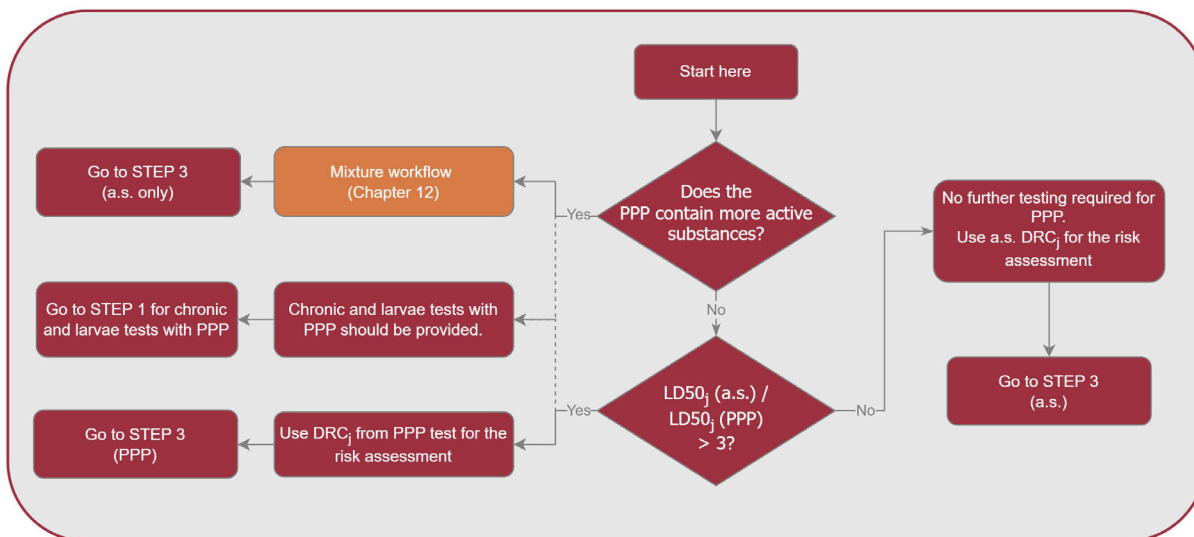 Start here
Does the
PPP contain more active
substances?
Yes
Mixture workflow
(Chapter 12)
Go to STEP 3
(a.s. only)
Chronic and larvae tests with
PPP should be provided.
Go to STEP 1 for chronic
and larvae tests with PPP
No
LD50j (a.s.) /
LD50j (PPP)
> 3?
Yes
Use DRCj from PPP test for the
risk assessment
Go to STEP 3
(PPP)
No
No further testing required for
PPP.
Use a.s. DRCj for the risk
assessment
Go to STEP 3
(a.s.)